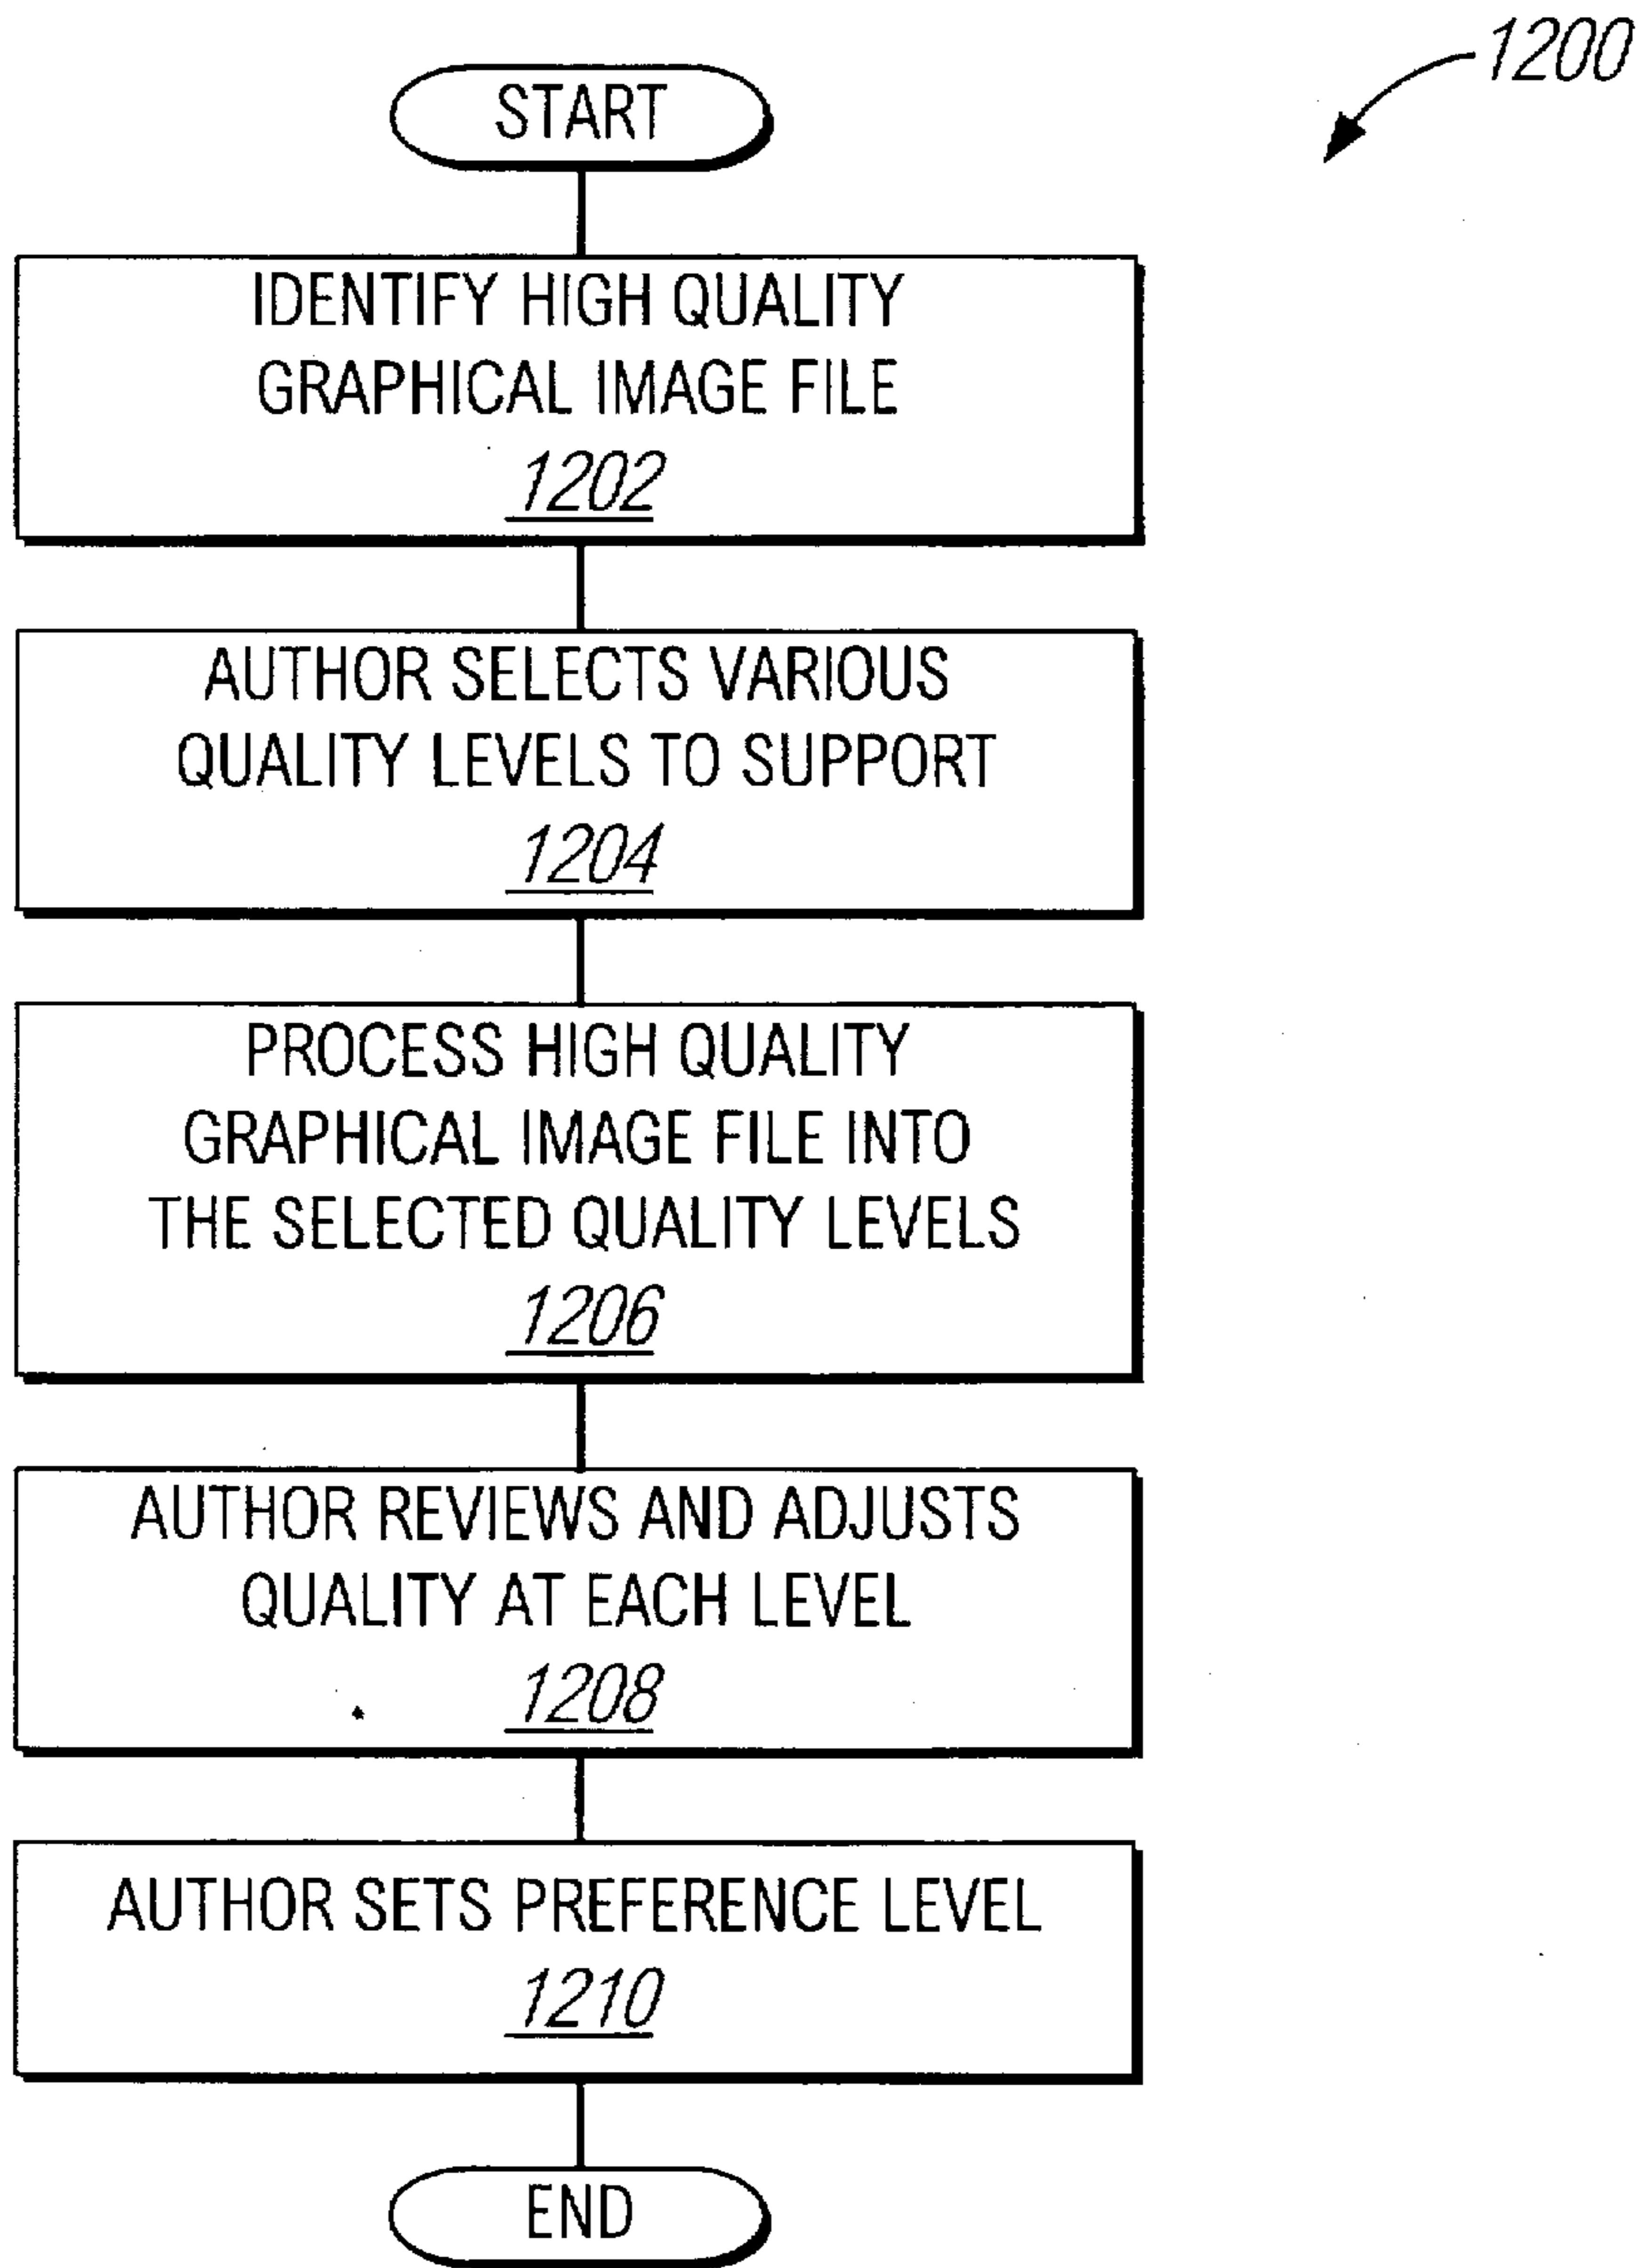 1200
START
IDENTIFY HIGH QUALITY
GRAPHICAL IMAGE FILE
1202
AUTHOR SELECTS VARIOUS
QUALITY LEVELS TO SUPPORT
1204
PROCESS HIGH QUALITY
GRAPHICAL IMAGE FILE INTO
THE SELECTED QUALITY LEVELS
1206
AUTHOR REVIEWS AND ADJUSTS
QUALITY AT EACH LEVEL
1208
AUTHOR SETS PREFERENCE LEVEL
1210
END